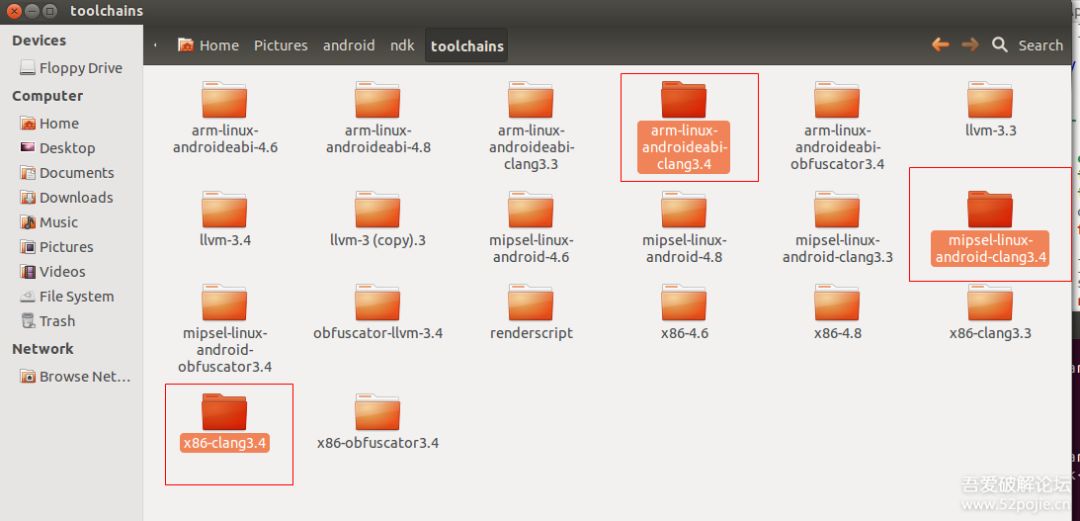 toolchains
Devices
Floppy Drive
Computer
Home
Desktop
Documents
Downloads
Music
Pictures
Videos
File System
Trash
Network
Browse Net...
Home
Pictures
android
ndk
toolchains
Search
arm-linux-
androideabi-4.6
arm-linux-
androideabi-4.8
arm-linux-
androideabi-
clang3.3
arm-linux-
androideabi-
clang3.4
arm-linux-
androideabi-
obfuscator3.4
llvm-3.3
llvm-3.4
llvm-3 (copy).3
mipsel-linux-
android-4.6
mipsel-linux-
android-4.8
mipsel-linux-
android-clang3.3
mipsel-linux-
android-clang3.4
mipsel-linux-
android-
obfuscator3.4
obfuscator-llvm-3.4
renderscript
x86-4.6
x86-4.8
x86-clang3.3
x86-clang3.4
x86-obfuscator3.4
吾爱破解论坛
www.52pojie.cn